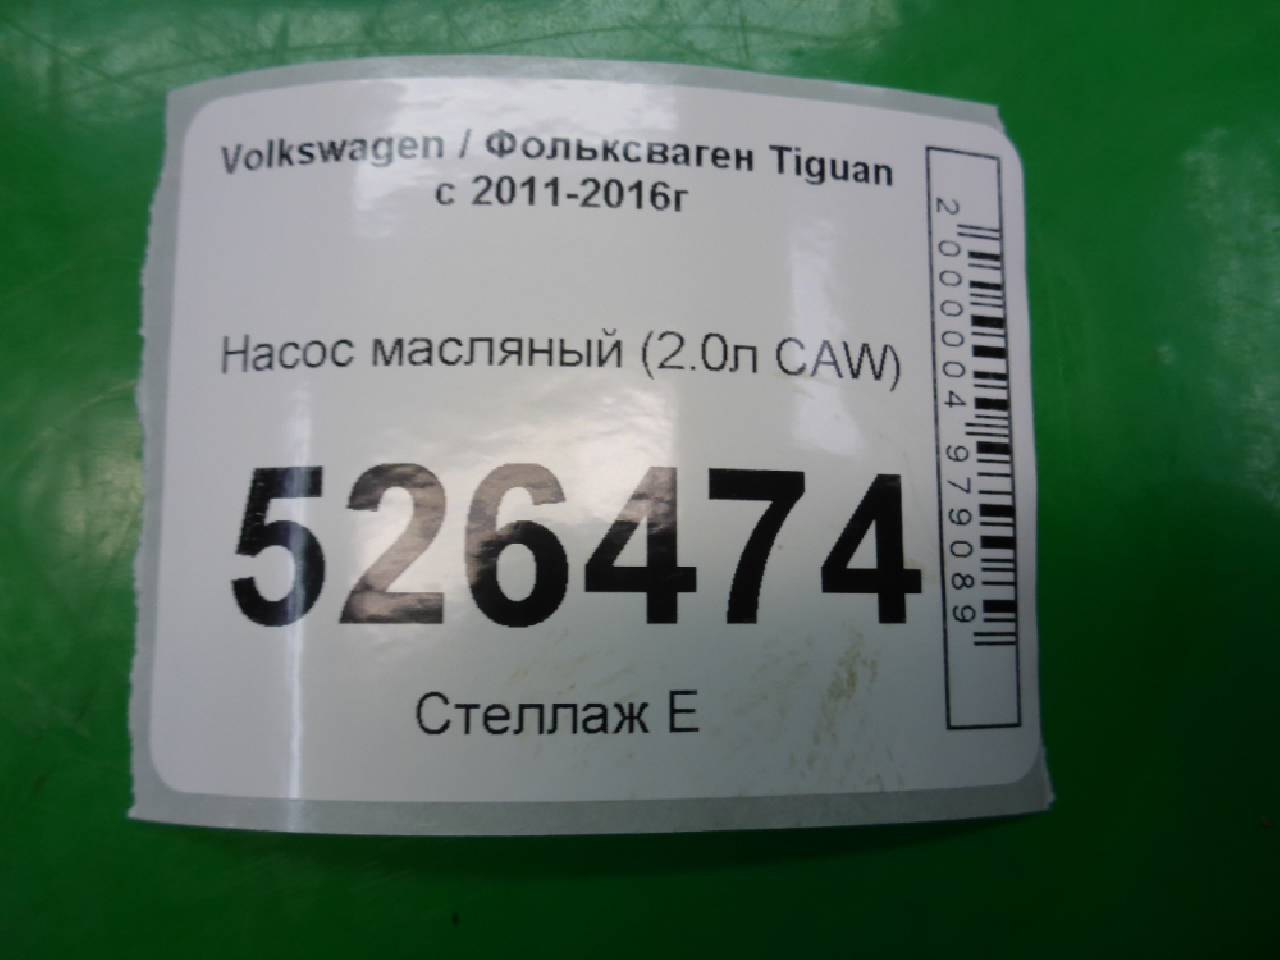 Volkswagen / Фольксваген Tiguan
с 2011-2016г
Насос масляный (2.0л CAW)
526474
Стеллаж Е
2000004979089